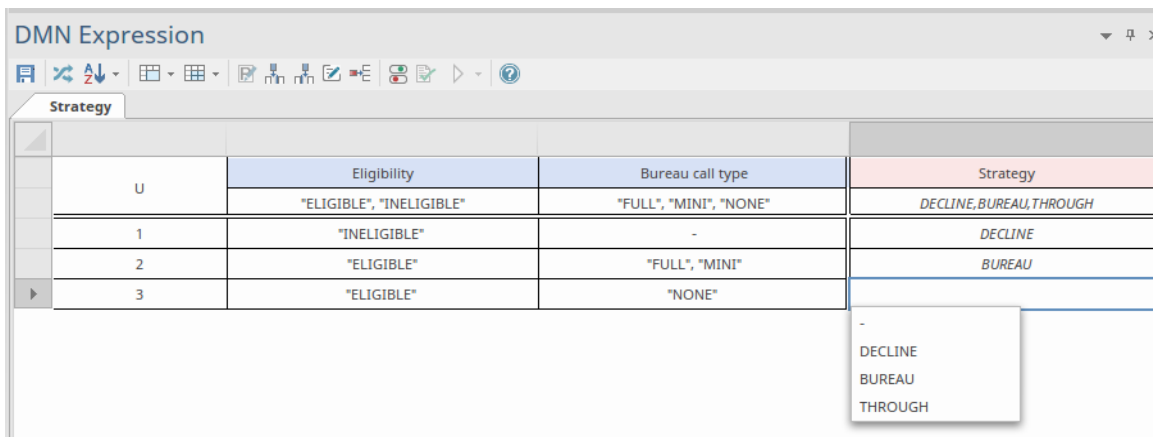 DMN Expression
Strategy
U
Eligibility
Bureau call type
Strategy
"ELIGIBLE", "INELIGIBLE"
"FULL", "MINI", "NONE"
DECLINE,BUREAU,THROUGH
1
"INELIGIBLE"
-
DECLINE
2
"ELIGIBLE"
"FULL", "MINI"
BUREAU
3
"ELIGIBLE"
"NONE"
-
DECLINE
BUREAU
THROUGH